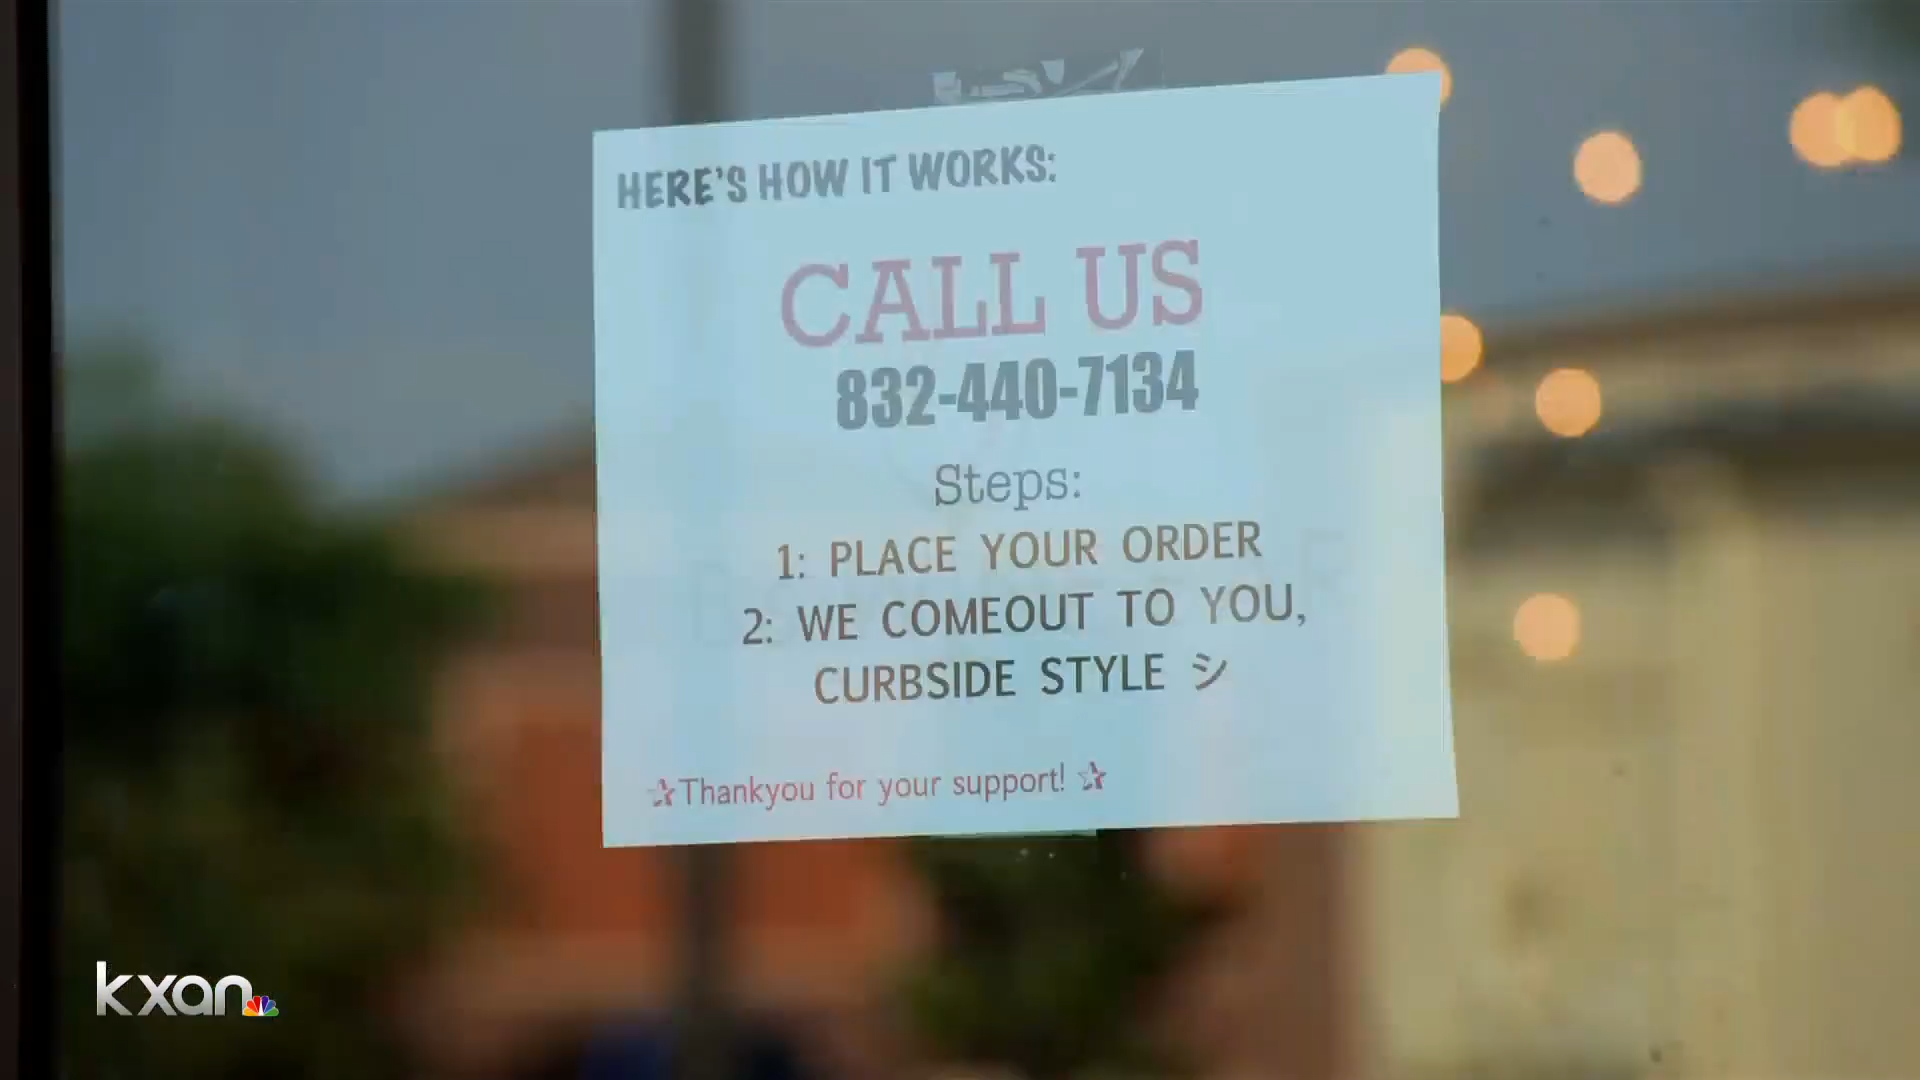 HERE'S HOW IT WORKS:
CALL US
832-440-7134
Steps:
1: PLACE YOUR ORDER
2: WE COMEOUT TO YOU,
CURBSIDE STYLE シ
☆Thankyou for your support! ☆
kxan